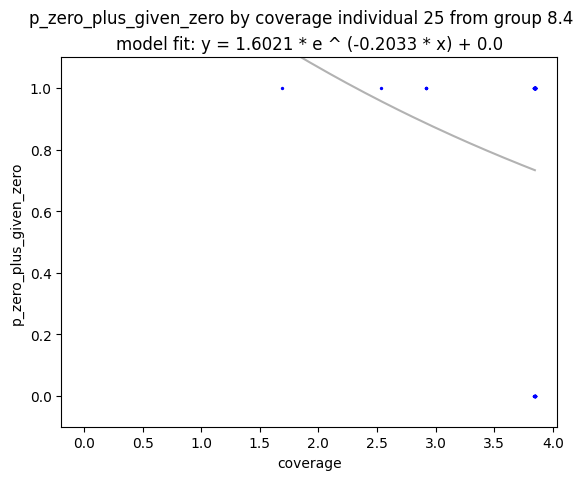 p_zero_plus_given_zero by coverage individual 25 from group 8.4
model fit: y = 1.6021 * e ^ (-0.2033 * x) + 0.0
1.0
0.8
0.6
0.4
0.2
0.0
p_zero_plus_given_zero
0.0 0.5 1.0 1.5 2.0 2.5 3.0 3.5 4.0
coverage